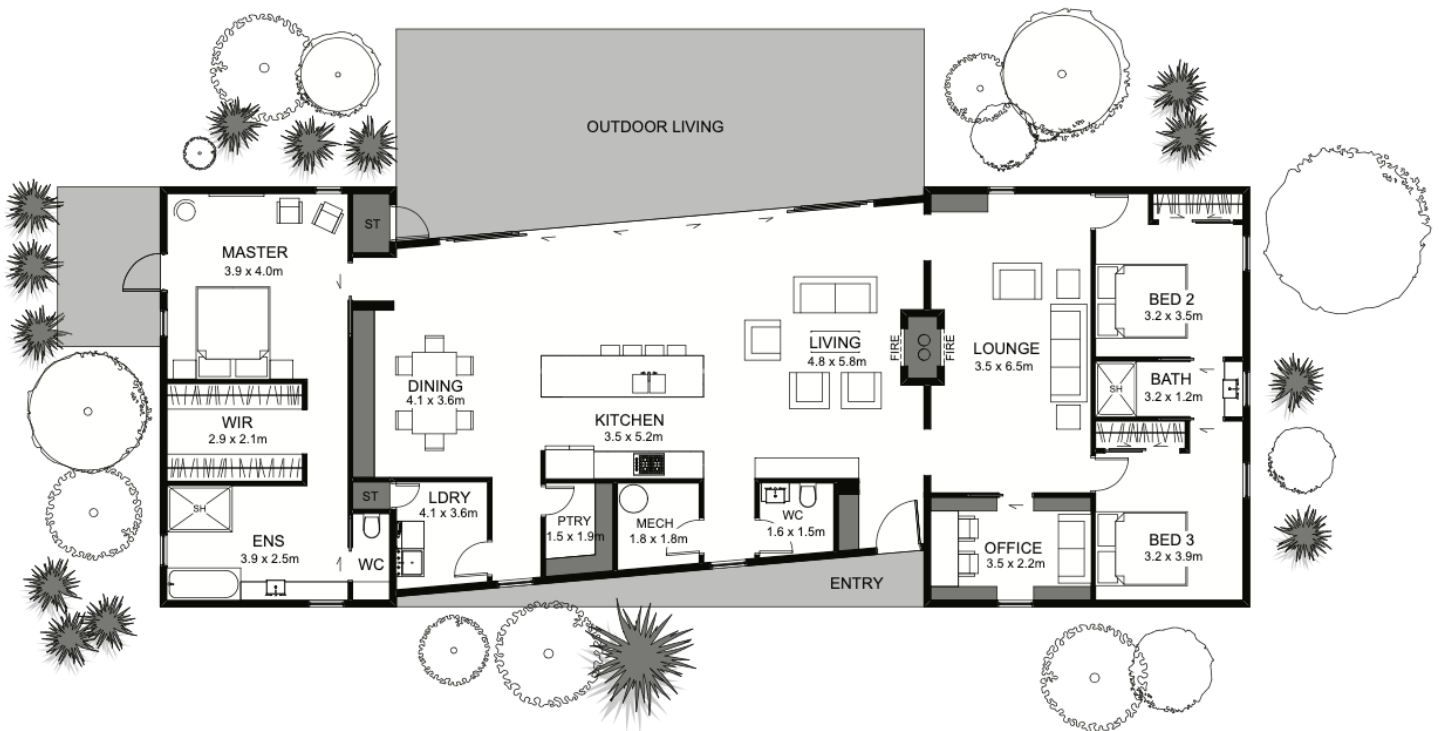 OUTDOOR LIVING
ST
MASTER
3.9 x 4.0m
BED 2
3.2 x 3.5m
LIVING
4.8 x 5.8m
FIRE
FIRE
LOUNGE
3.5 x 6.5m
DINING
4.1 x 3.6m
SH
BATH
3.2 x 1.2m
WIR
2.9 x 2.1m
KITCHEN
3.5 x 5.2m
ST
LDRY
4.1 x 3.6m
SH
PTRY
1.5 x 1.9m
MECH
1.8 x 1.8m
WC
1.6 x 1.5m
ENS
3.9 x 2.5m
WC
OFFICE
3.5 x 2.2m
BED 3
3.2 x 3.9m
ENTRY